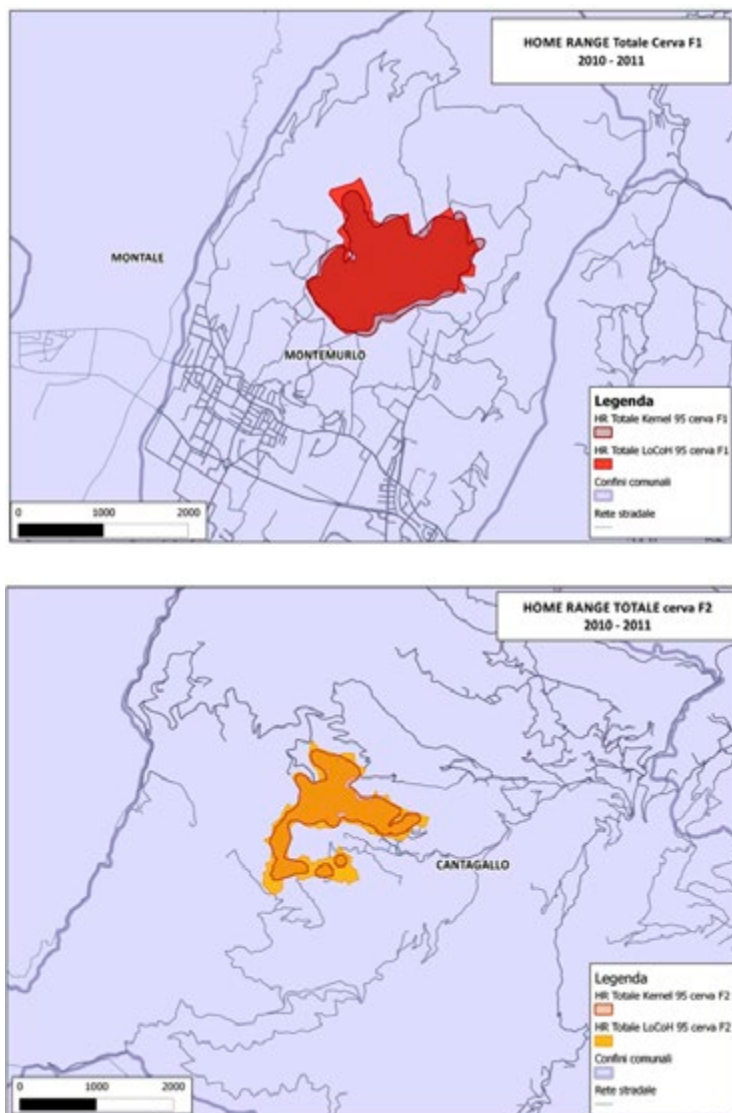 HOME RANGE Totale Cerva F1
2010 - 2011
MONTALE
MONTEMURLO
Legenda
HR Totale Kernel 95 cerva F1
HR Totale LoCoH 95 cerva F1
Confini comunali
Rete stradale
0 1000 2000
HOME RANGE TOTALE cerva F2
2010 - 2011
CANTAGALLO
Legenda
HR Totale Kernel 95 cerva F2
HR Totale LoCoH 95 cerva F2
Confini comunali
Rete stradale
0 1000 2000